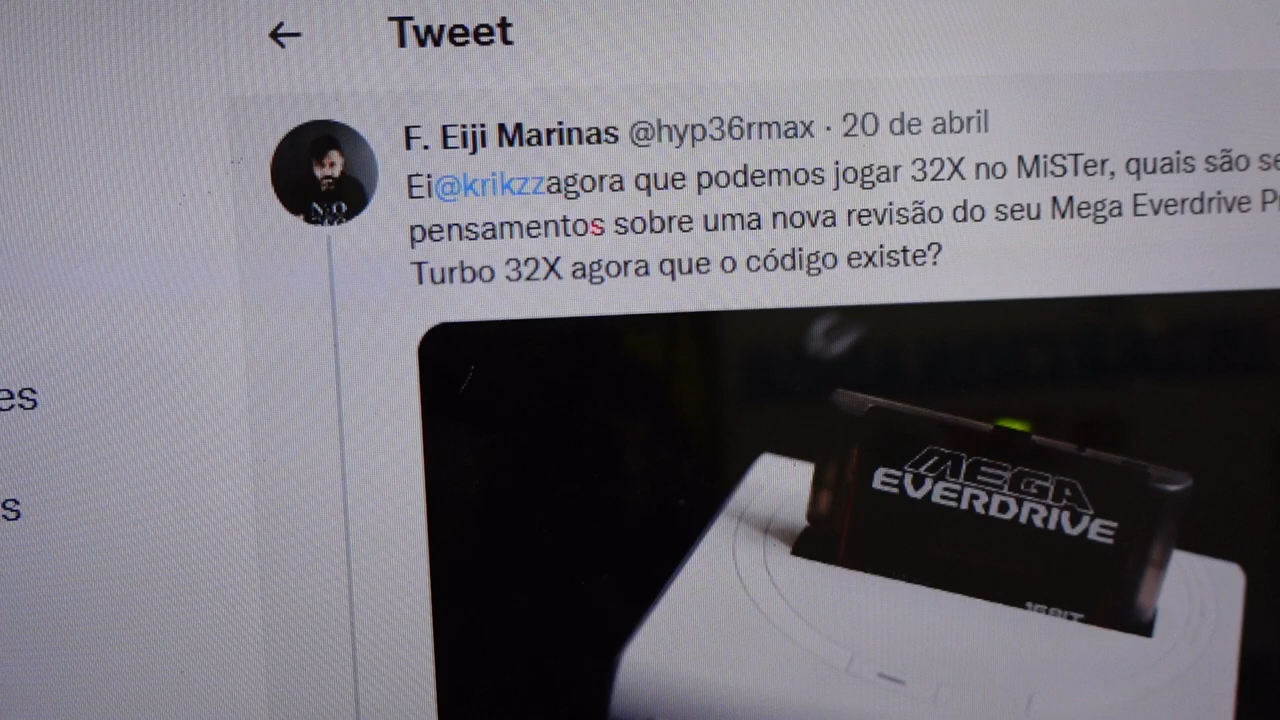 Tweet
F. Eiji Marinas @hyp36rmax · 20 de abril
Ei@krikzzagora que podemos jogar 32X no MiSTer, quais são
pensamentos sobre uma nova revisão do seu Mega Everdrive
Turbo 32X agora que o código existe?
es
s
MEGA
EVERDRIVE
16BIT